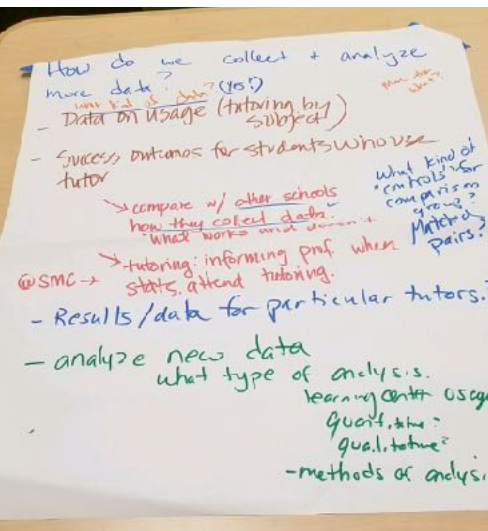 How do we collect + analyze
more data? (Yes!)
what kind of data?
- Data on usage (tutoring by
subject)
- Success outcomes for students who use
tutor
→ compare w/ other schools
how they collect data.
what works and doesn't
What kind of
"controls" for
comparison
group?
Matched
pairs?
→ tutoring: informing prof. when
@SMC → stats. attend tutoring.
- Results/data for particular tutors.
- analyze new data
what type of analysis.
learning center usage
quantitative?
qualitative?
- methods of analysis